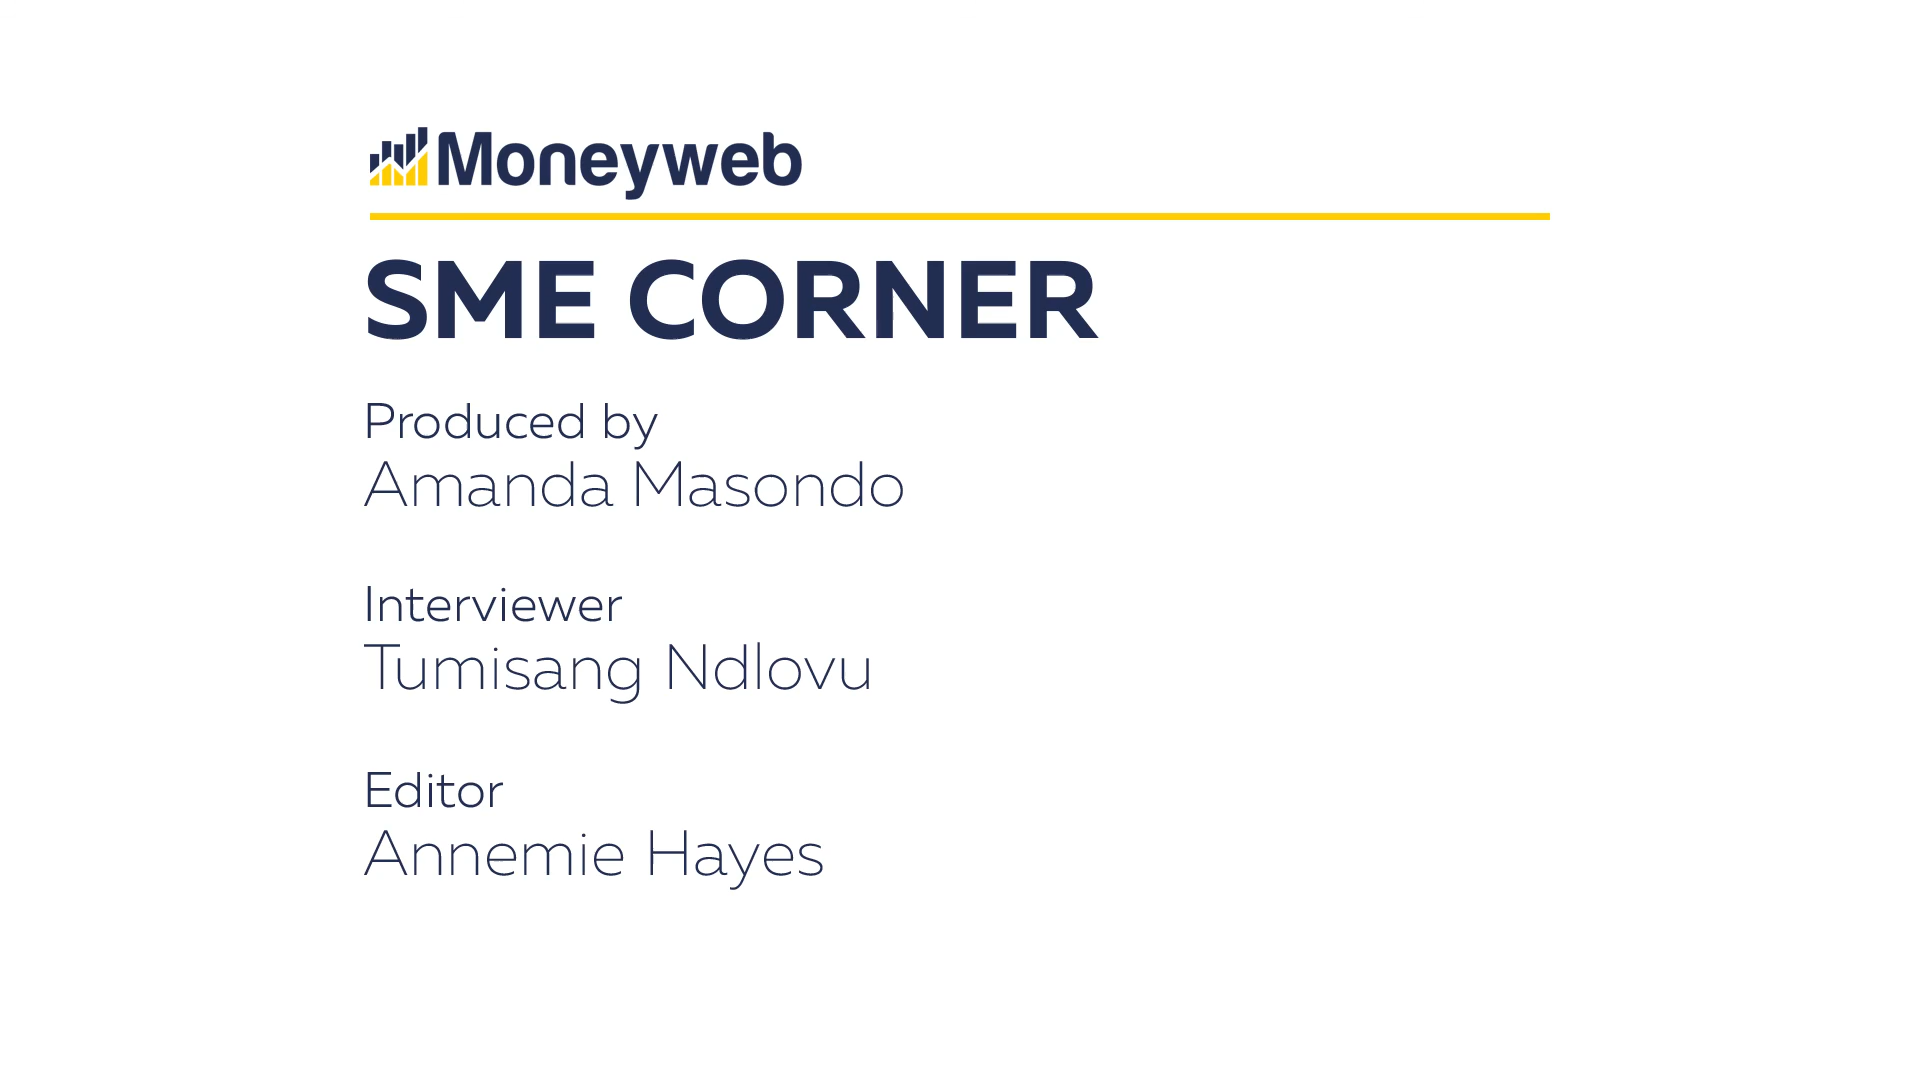 Moneyweb
SME CORNER
Produced by
Amanda Masondo
Interviewer
Tumisang Ndlovu
Editor
Annemie Hayes